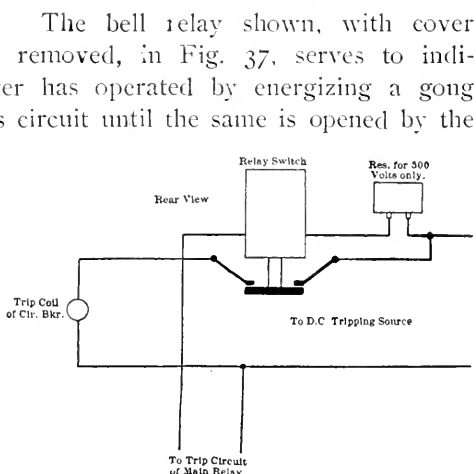 The bell relay shown, with cover
removed, in Fig. 37, serves to indi-
er has operated by energizing a gong
s circuit until the same is opened by the
Relay Switch
Res. for 500
Volts only.
Rear View
Trip Coil
of Cir. Bkr.
To D.C Tripping Source
To Trip Circuit
of Main Relay